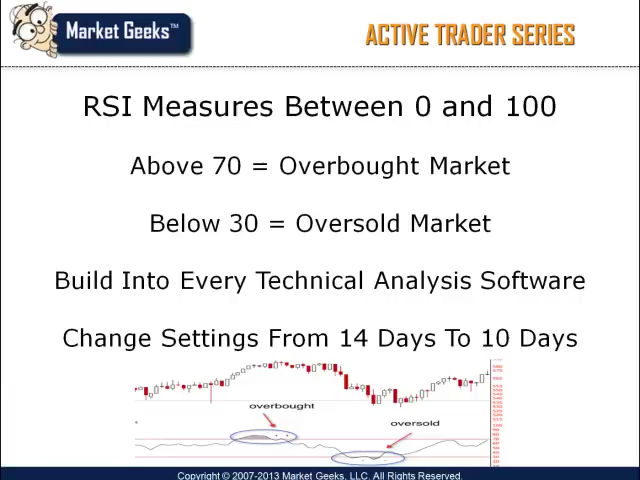 Market Geeks™
ACTIVE TRADER SERIES
RSI Measures Between 0 and 100
Above 70 = Overbought Market
Below 30 = Oversold Market
Build Into Every Technical Analysis Software
Change Settings From 14 Days To 10 Days
overbought
oversold
Copyright © 2007-2013 Market Geeks, LLC. All Rights Reserved.